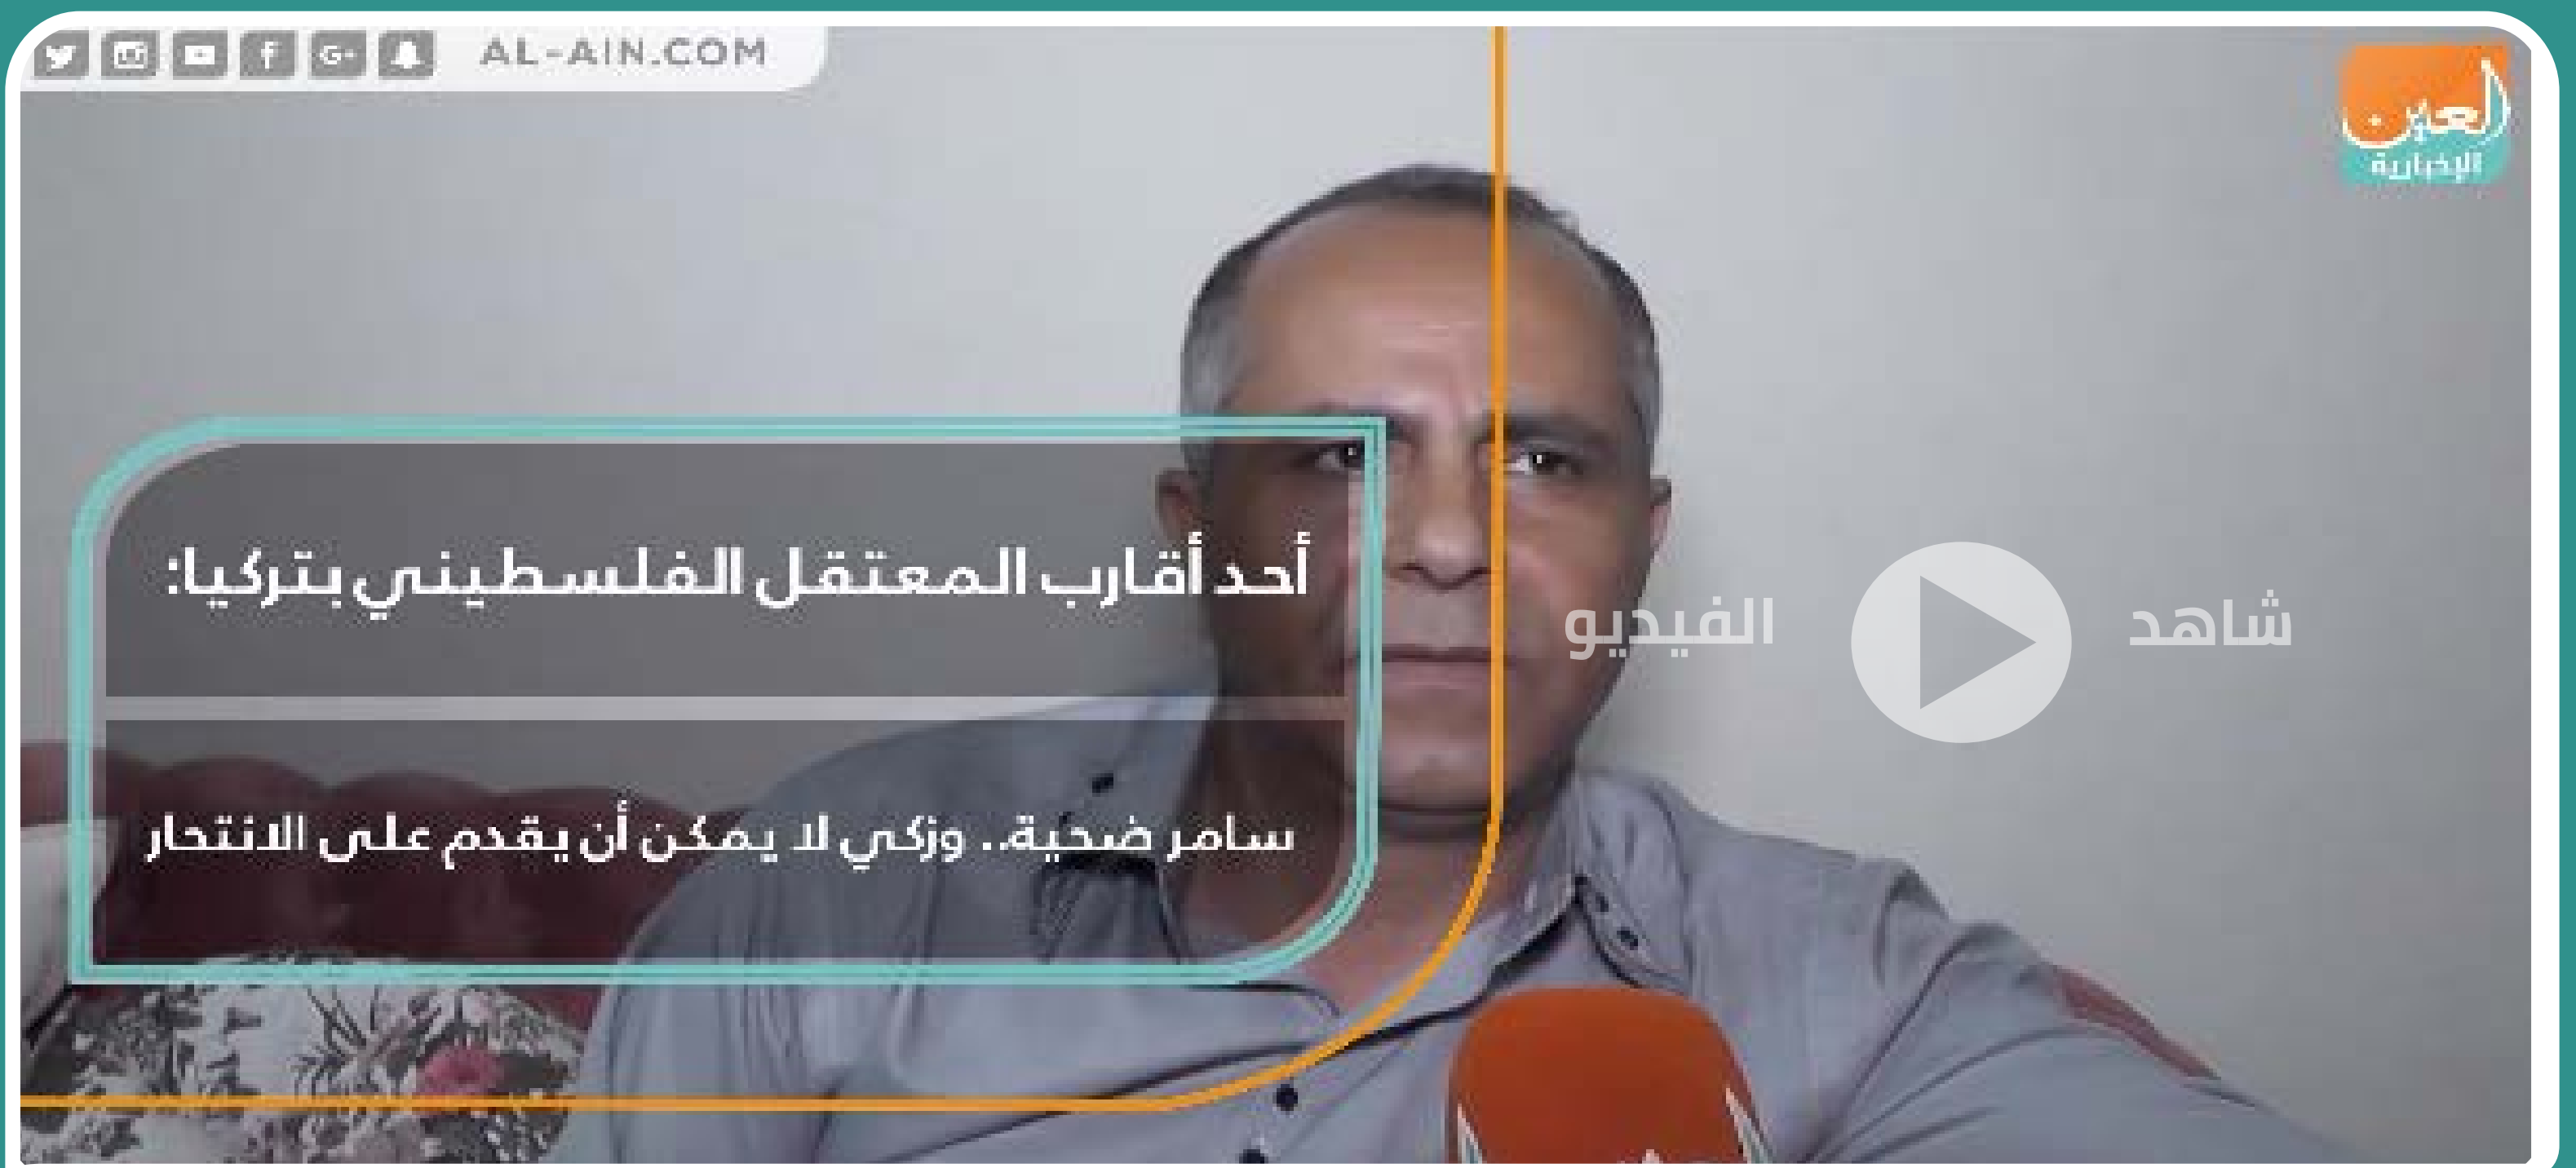 AL-AIN.COM
العين
الإخبارية
أحد أقارب المعتقل الفلسطيني بتركيا:
شاهد الفيديو
سامر ضحية.. وزكي لا يمكن أن يقدم على الانتحار